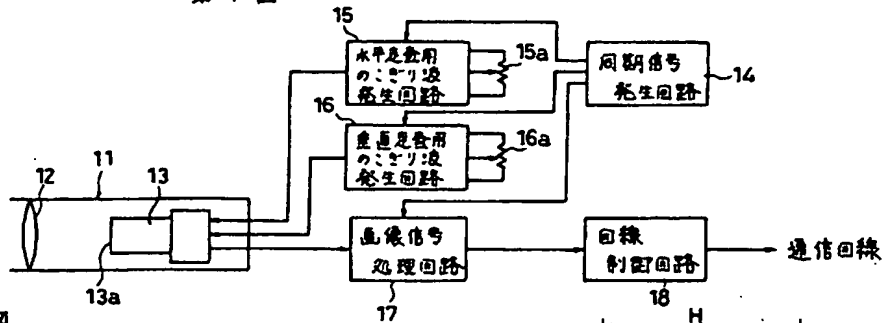 15
水平走査用
のこぎり波
発生回路
15a
同期信号
発生回路
14
16
垂直走査用
のこぎり波
発生回路
16a
11
12
13
13a
画像信号
処理回路
17
回線
制御回路
18
通信回線
H